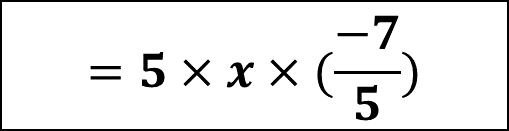 = 5 × x × (−7/5)